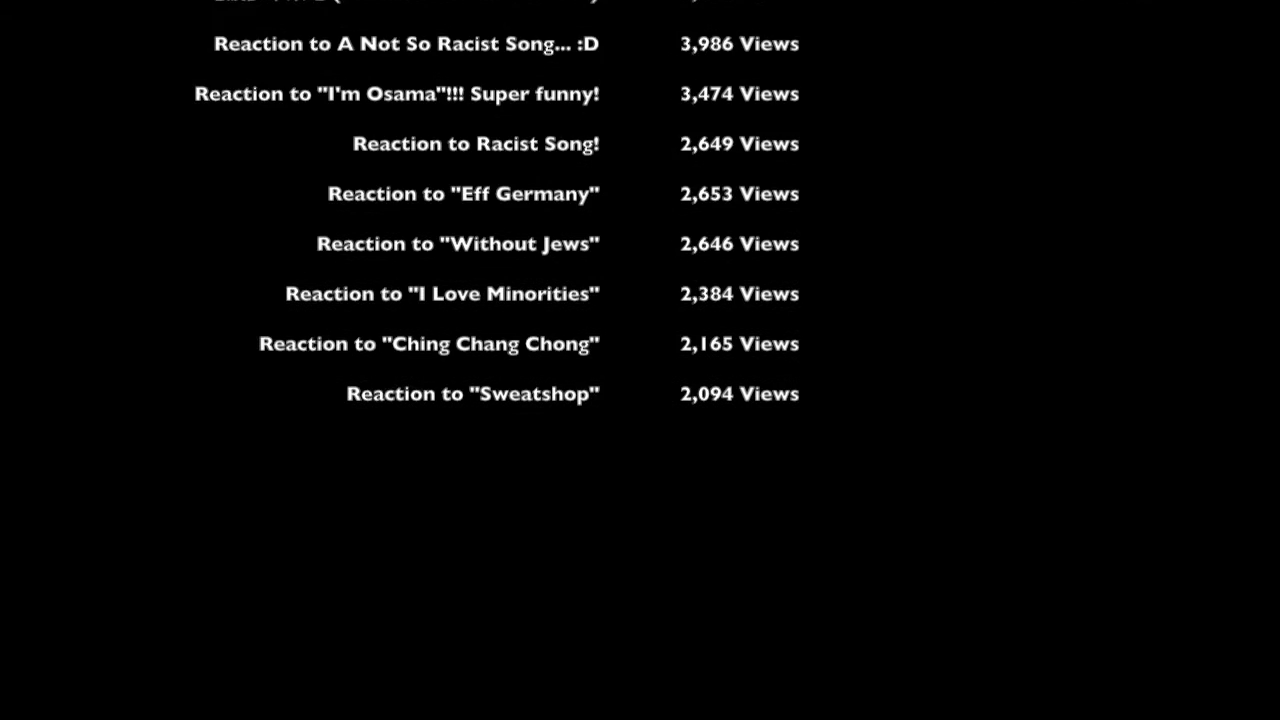 Reaction to A Not So Racist Song... :D 3,986 Views
Reaction to "I'm Osama"!!! Super funny! 3,474 Views
Reaction to Racist Song! 2,649 Views
Reaction to "Eff Germany" 2,653 Views
Reaction to "Without Jews" 2,646 Views
Reaction to "I Love Minorities" 2,384 Views
Reaction to "Ching Chang Chong" 2,165 Views
Reaction to "Sweatshop" 2,094 Views